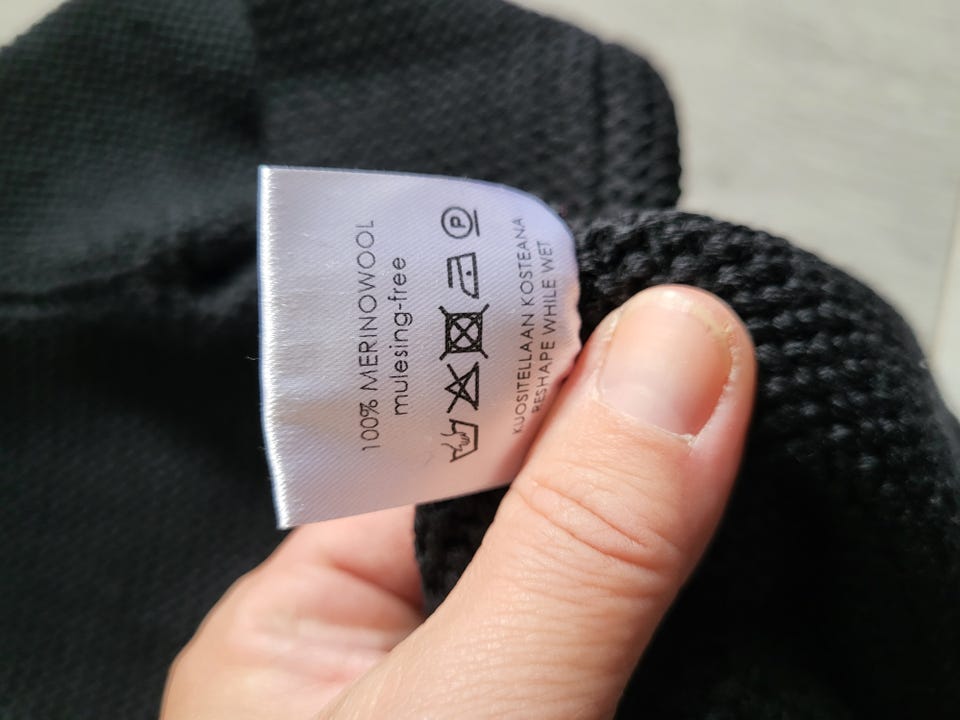 100% MERINOWOOL
mulesing-free
P
KUOSITELLAAN KOSTEANA
RESHAPE WHILE WET